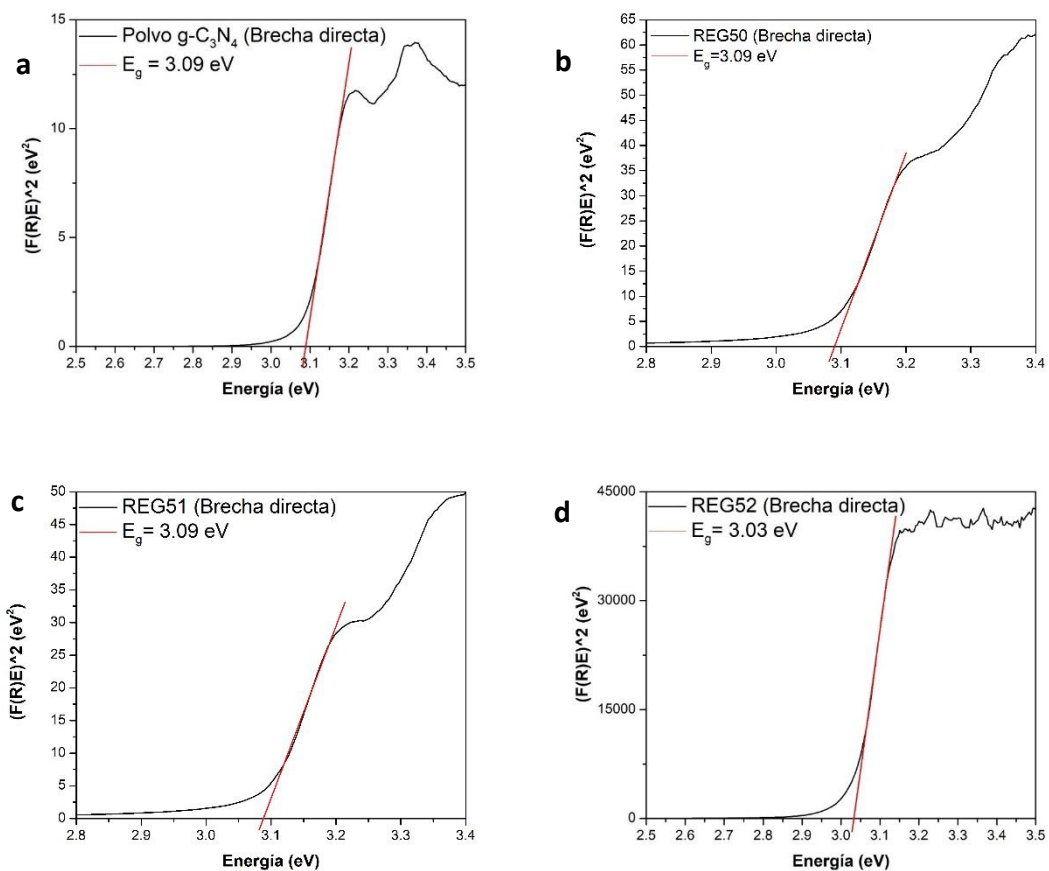 a
Polvo g-C₃N₄ (Brecha directa)
E_g = 3.09 eV
15
10
5
0
(F(R)E)^2 (eV²)
2.5 2.6 2.7 2.8 2.9 3.0 3.1 3.2 3.3 3.4 3.5
Energía (eV)
b
REG50 (Brecha directa)
E_g=3.09 eV
65
60
55
50
45
40
35
30
25
20
15
10
5
0
(F(R)E)^2 (eV²)
2.8 2.9 3.0 3.1 3.2 3.3 3.4
Energía (eV)
c
REG51 (Brecha directa)
E_g= 3.09 eV
50
45
40
35
30
25
20
15
10
5
0
(F(R)E)^2 (eV²)
2.8 2.9 3.0 3.1 3.2 3.3 3.4
Energía (eV)
d
REG52 (Brecha directa)
E_g= 3.03 eV
45000
30000
15000
0
(F(R)E)^2 (eV²)
2.5 2.6 2.7 2.8 2.9 3.0 3.1 3.2 3.3 3.4 3.5
Energía (eV)